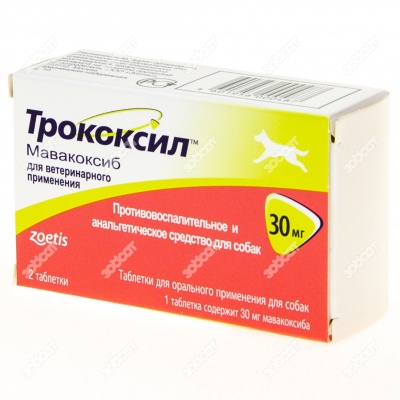 Трококсил™
Мавакоксиб
для ветеринарного
применения
Противовоспалительное и
анальгетическое средство для собак
30 мг
zoetis
2 таблетки
Таблетки для орального применения для собак
1 таблетка содержит 30 мг мавакоксиба